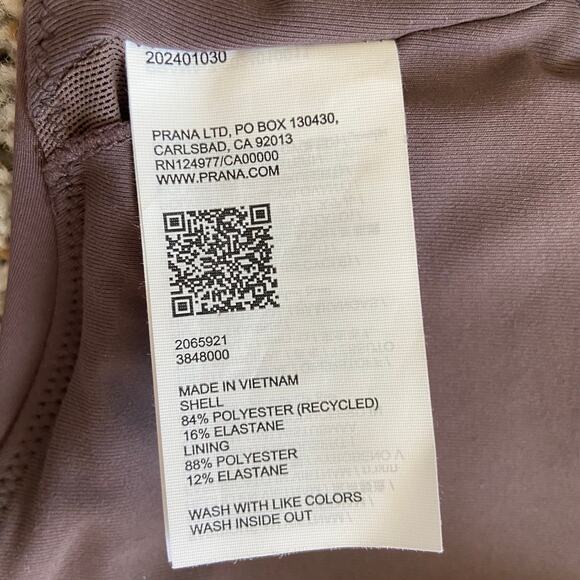 202401030
PRANA LTD, PO BOX 130430,
CARLSBAD, CA 92013
RN124977/CA00000
WWW.PRANA.COM
2065921
3848000
MADE IN VIETNAM
SHELL
84% POLYESTER (RECYCLED)
16% ELASTANE
LINING
88% POLYESTER
12% ELASTANE
WASH WITH LIKE COLORS
WASH INSIDE OUT